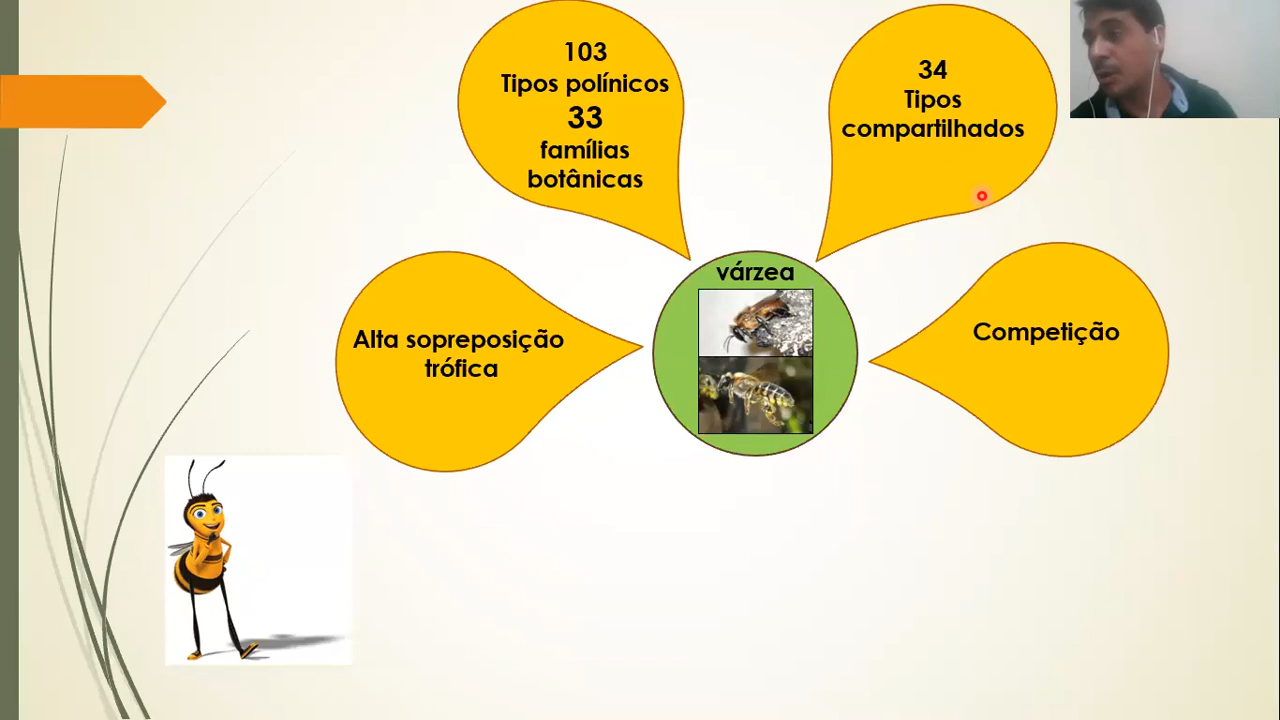 103
Tipos polínicos
33
famílias
botânicas
34
Tipos
compartilhados
várzea
Alta sopreposição
trófica
Competição